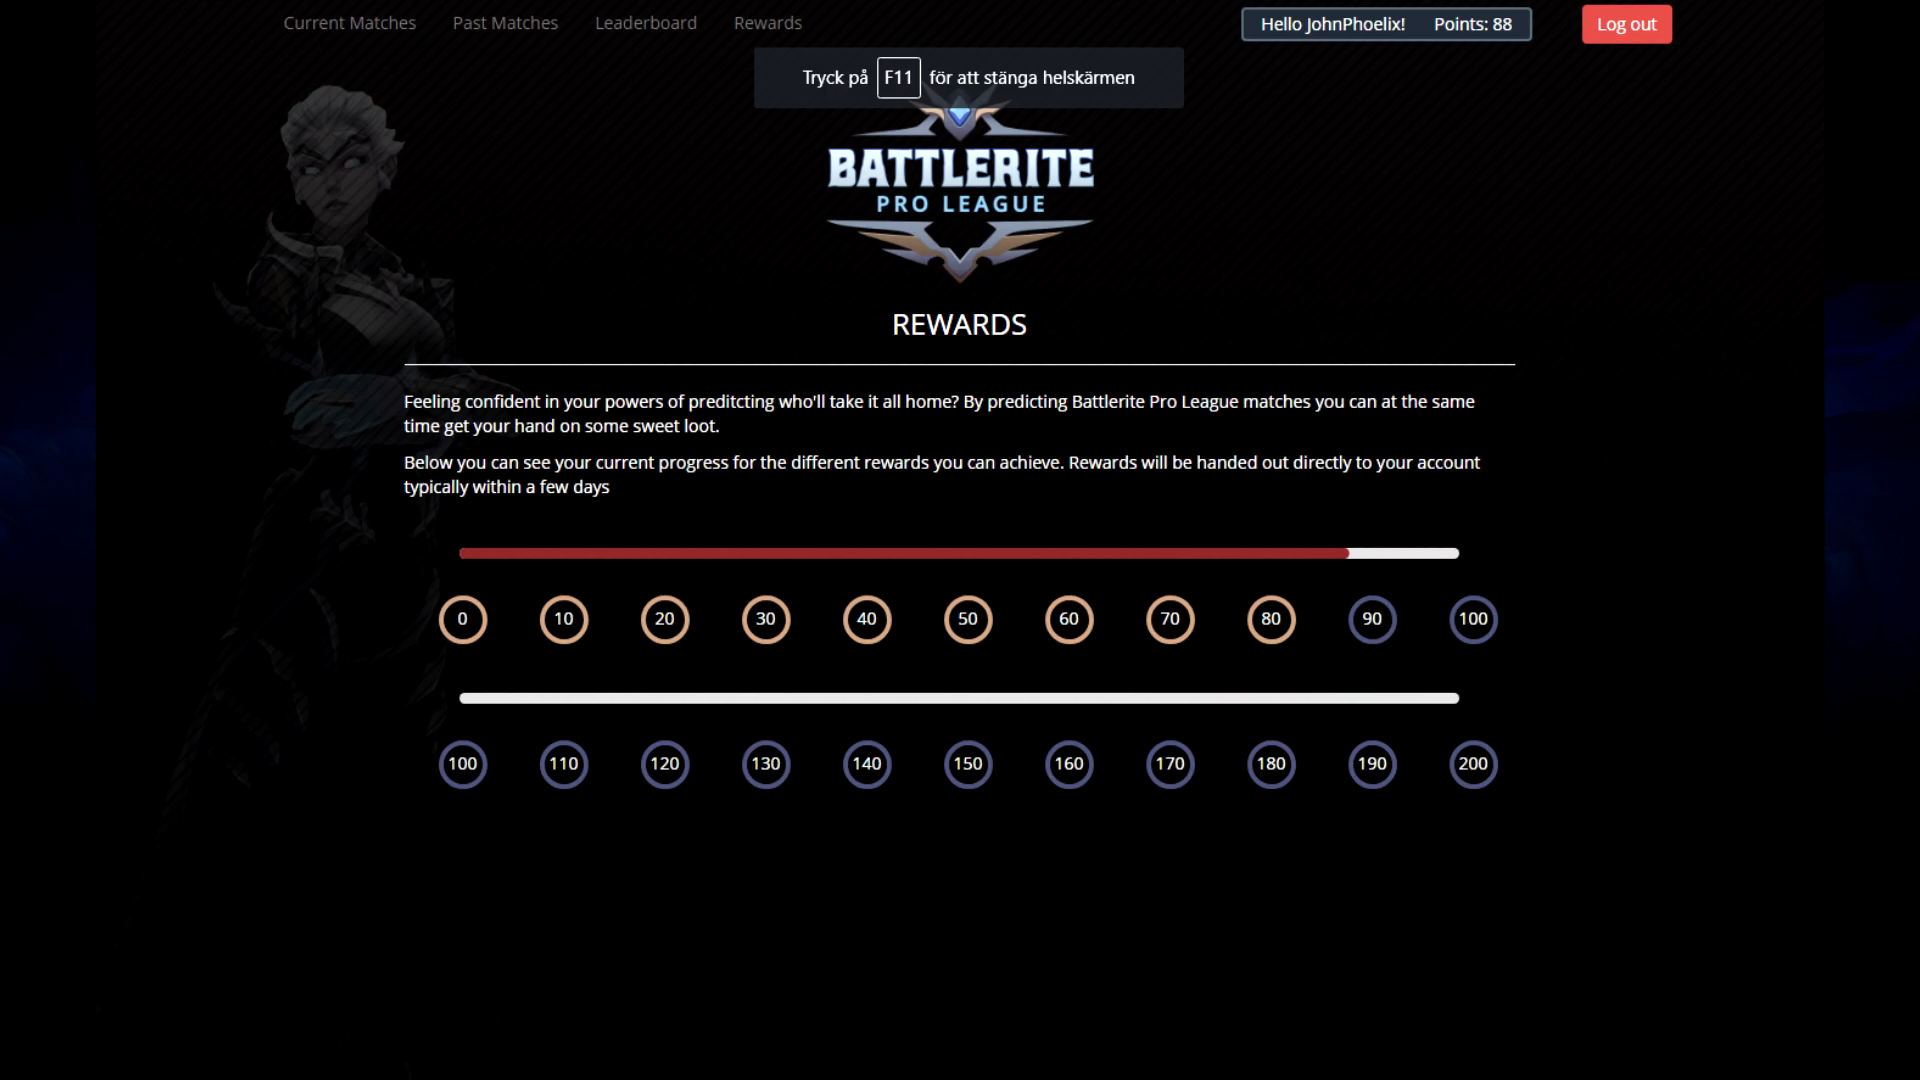 Current Matches Past Matches Leaderboard Rewards Hello JohnPhoelix! Points: 88 Log out
Tryck på F11 för att stänga helskärmen
BATTLERITE
PRO LEAGUE
REWARDS
Feeling confident in your powers of preditcting who'll take it all home? By predicting Battlerite Pro League matches you can at the same
time get your hand on some sweet loot.
Below you can see your current progress for the different rewards you can achieve. Rewards will be handed out directly to your account
typically within a few days
0 10 20 30 40 50 60 70 80 90 100
100 110 120 130 140 150 160 170 180 190 200